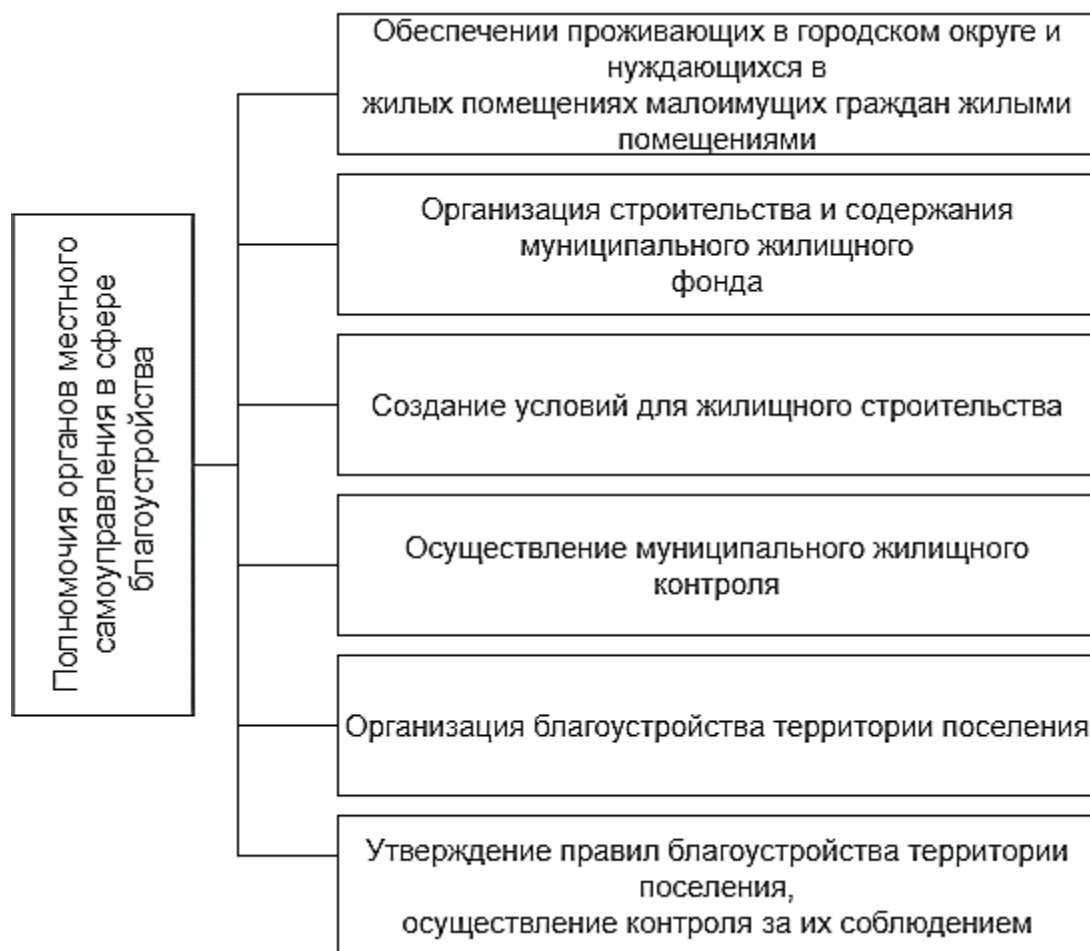 Полномочия органов местного
самоуправления в сфере
благоустройства
Обеспечении проживающих в городском округе и
нуждающихся в
жилых помещениях малоимущих граждан жилыми
помещениями
Организация строительства и содержания
муниципального жилищного
фонда
Создание условий для жилищного строительства
Осуществление муниципального жилищного
контроля
Организация благоустройства территории поселения
Утверждение правил благоустройства территории
поселения,
осуществление контроля за их соблюдением